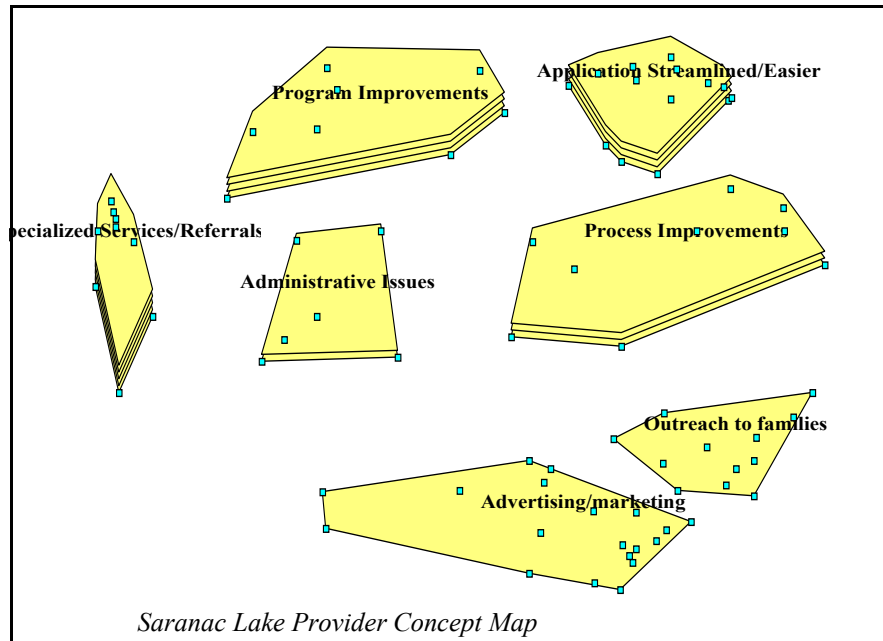 Program Improvements
Application Streamlined/Easier
pecialized Services/Referrals
Process Improvements
Administrative Issues
Outreach to families
Advertising/marketing
Saranac Lake Provider Concept Map